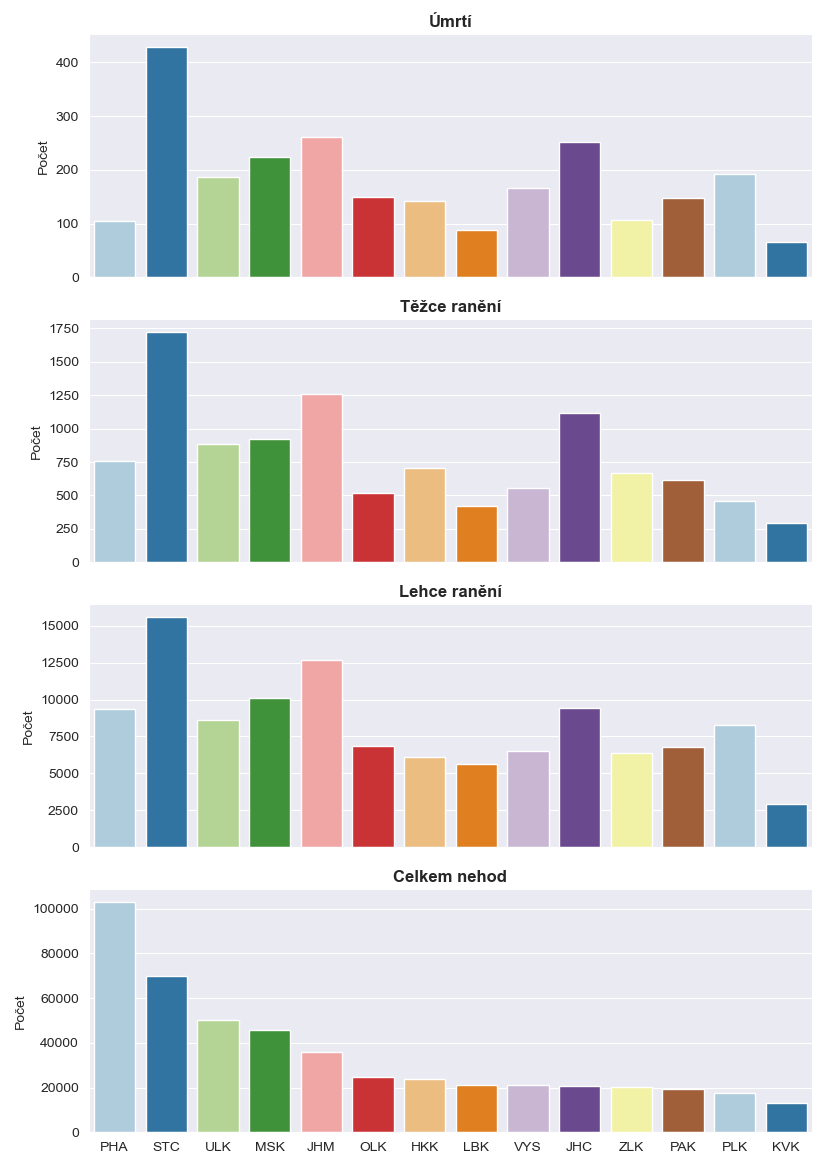 Úmrtí
400
300
200
100
0
Počet
Těžce ranění
1750
1500
1250
1000
750
500
250
0
Počet
Lehce ranění
15000
12500
10000
7500
5000
2500
0
Počet
Celkem nehod
100000
80000
60000
40000
20000
0
Počet
PHA STC ULK MSK JHM OLK HKK LBK VYS JHC ZLK PAK PLK KVK